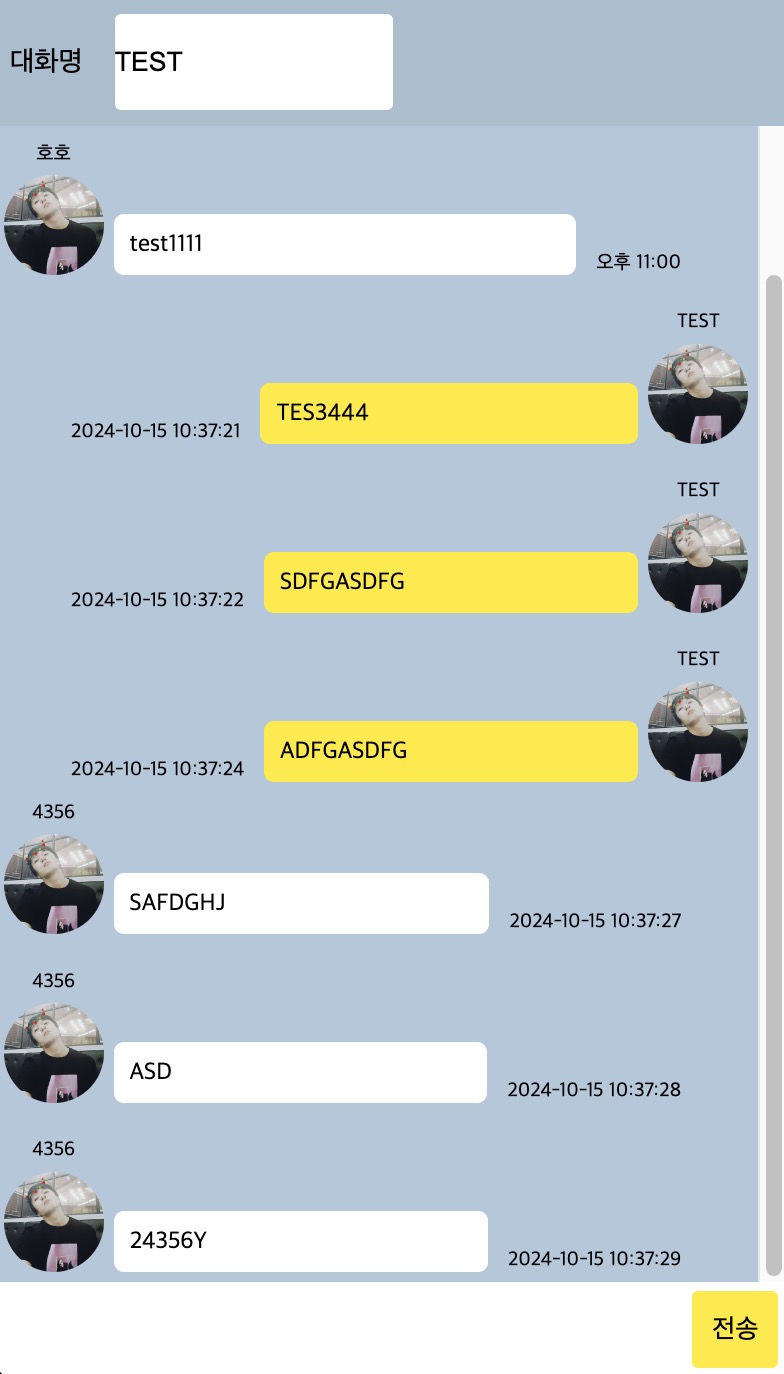 대화명 TEST
호호
test1111
오후 11:00
TEST
TES3444
2024-10-15 10:37:21
TEST
SDFGASDFG
2024-10-15 10:37:22
TEST
ADFGASDFG
2024-10-15 10:37:24
4356
SAFDGHJ
2024-10-15 10:37:27
4356
ASD
2024-10-15 10:37:28
4356
24356Y
2024-10-15 10:37:29
전송